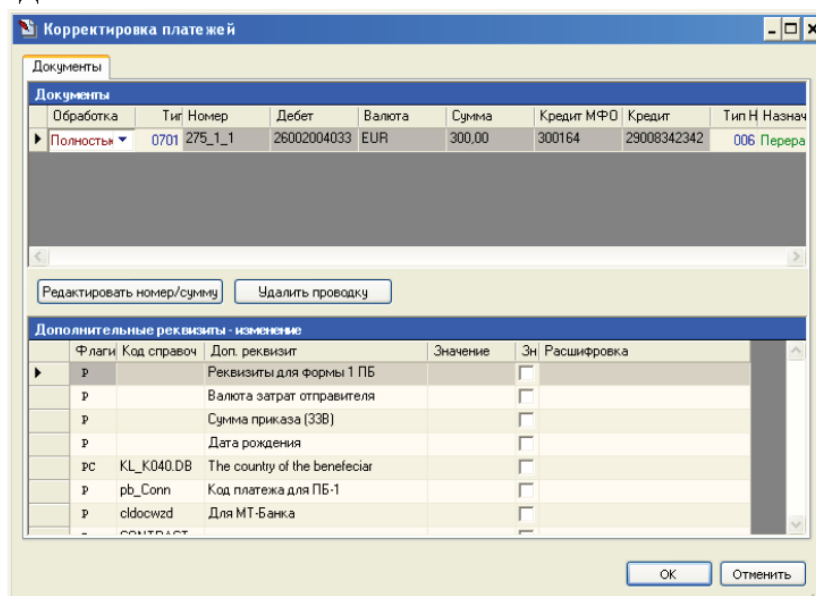 Корректировка платежей
Документы
Документы
Обработка Тип Номер Дебет Валюта Сумма Кредит МФО Кредит Тип Н Назнач
Полностью 0701 275_1_1 26002004033 EUR 300,00 300164 29008342342 006 Перера
Редактировать номер/сумму Удалить проводку
Дополнительные реквизиты - изменение
Флаги Код справоч Доп. реквизит Значение Зн Расшифровка
P Реквизиты для формы 1 ПБ
P Валюта затрат отправителя
P Сумма приказа (33B)
P Дата рождения
PC KL_K040.DB The country of the benefeciar
P pb_Conn Код платежа для ПБ-1
P cldocwzd Для МТ-Банка
OK Отменить